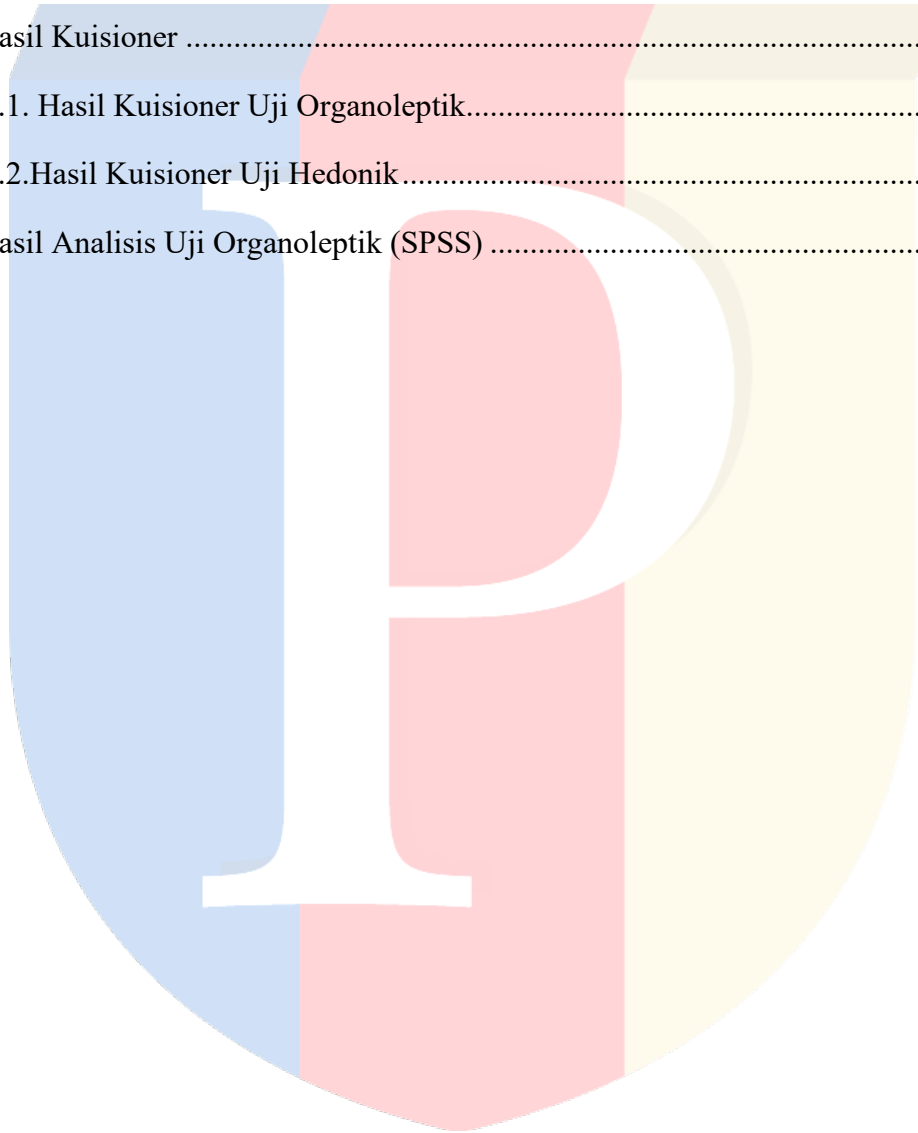 asil Kuisioner ........................................................................................
.1. Hasil Kuisioner Uji Organoleptik......................................................
.2.Hasil Kuisioner Uji Hedonik..............................................................
asil Analisis Uji Organoleptik (SPSS) ...................................................
P